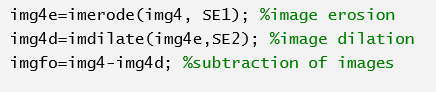 img4e=imerode(img4, SE1); %image erosion
img4d=imdilate(img4e,SE2); %image dilation
imgfo=img4-img4d; %subtraction of images